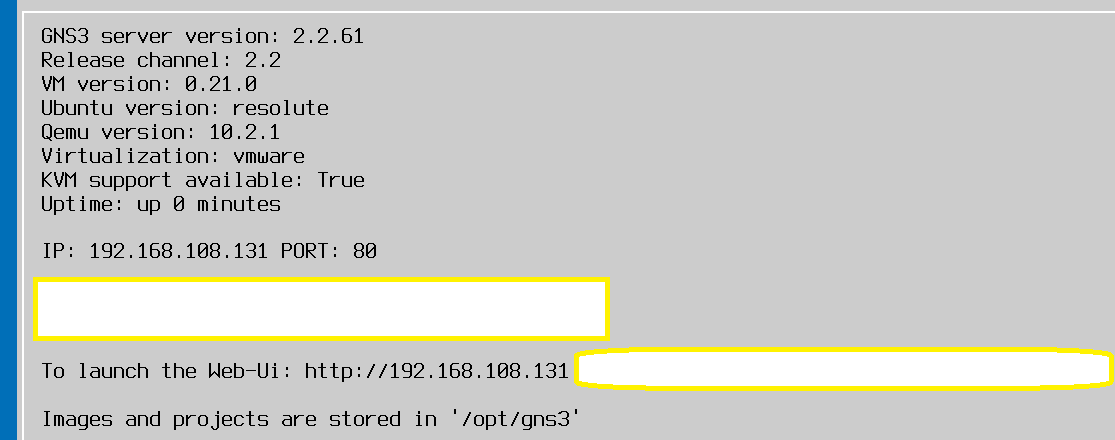 GNS3 server version: 2.2.61
Release channel: 2.2
VM version: 0.21.0
Ubuntu version: resolute
Qemu version: 10.2.1
Virtualization: vmware
KVM support available: True
Uptime: up 0 minutes
IP: 192.168.108.131 PORT: 80
To launch the Web-Ui: http://192.168.108.131
Images and projects are stored in '/opt/gns3'